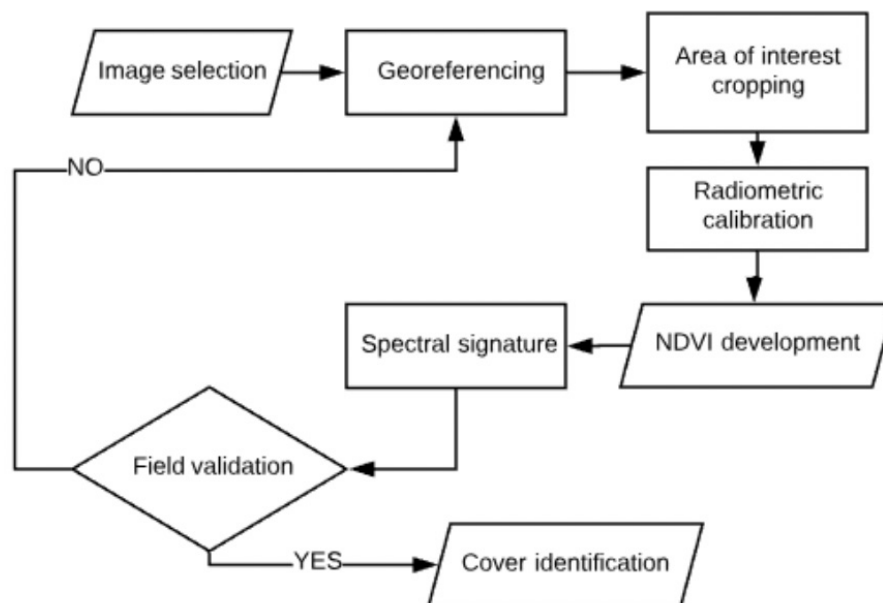 Image selection
Georeferencing
Area of interest
cropping
Radiometric
calibration
NDVI development
Spectral signature
Field validation
NO
YES
Cover identification